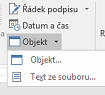 Řádek podpisu
Datum a čas
Objekt
Objekt...
Text ze souboru...